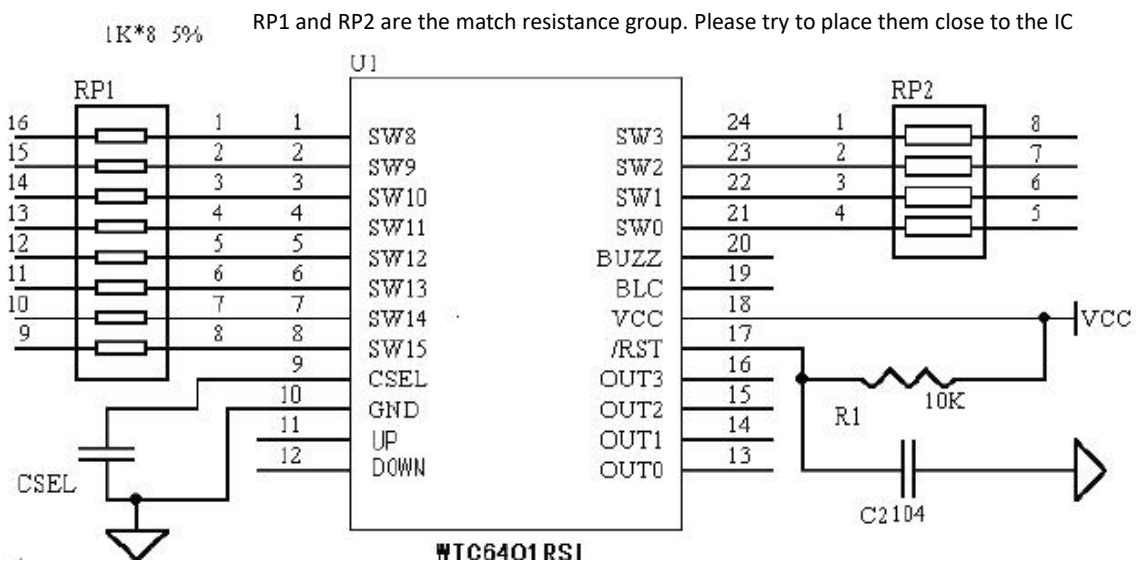 RP1 and RP2 are the match resistance group. Please try to place them close to the IC
1K*8 5%
U1
RP1
RP2
16 1 1 SW8 SW3 24 1 8
15 2 2 SW9 SW2 23 2 7
14 3 3 SW10 SW1 22 3 6
13 4 4 SW11 SW0 21 4 5
12 5 5 SW12 BUZZ 20
11 6 6 SW13 BLC 19
10 7 7 SW14 VCC 18 VCC
9 8 8 SW15 /RST 17
9 CSEL OUT3 16
10 GND OUT2 15 R1 10K
11 UP OUT1 14
12 DOWN OUT0 13
CSEL
C2 104
WTC6401RSI